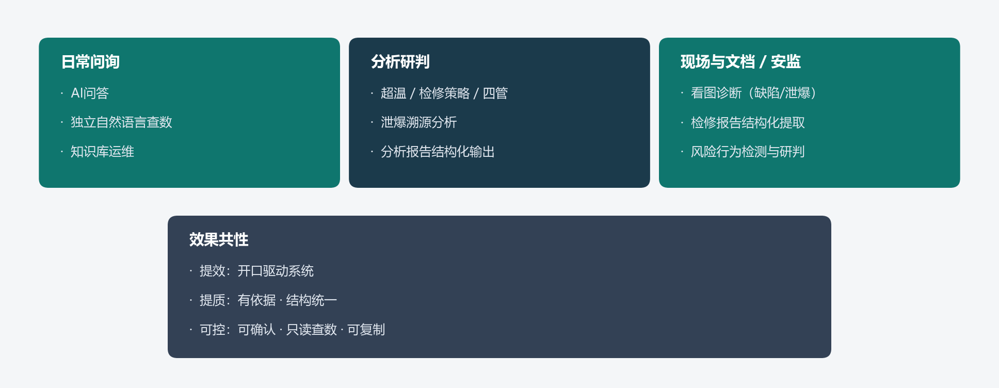 日常问询
· AI问答
· 独立自然语言查数
· 知识库运维
分析研判
· 超温 / 检修策略 / 四管
· 泄爆溯源分析
· 分析报告结构化输出
现场与文档 / 安监
· 看图诊断（缺陷/泄爆）
· 检修报告结构化提取
· 风险行为检测与研判
效果共性
· 提效：开口驱动系统
· 提质：有依据 · 结构统一
· 可控：可确认 · 只读查数 · 可复制